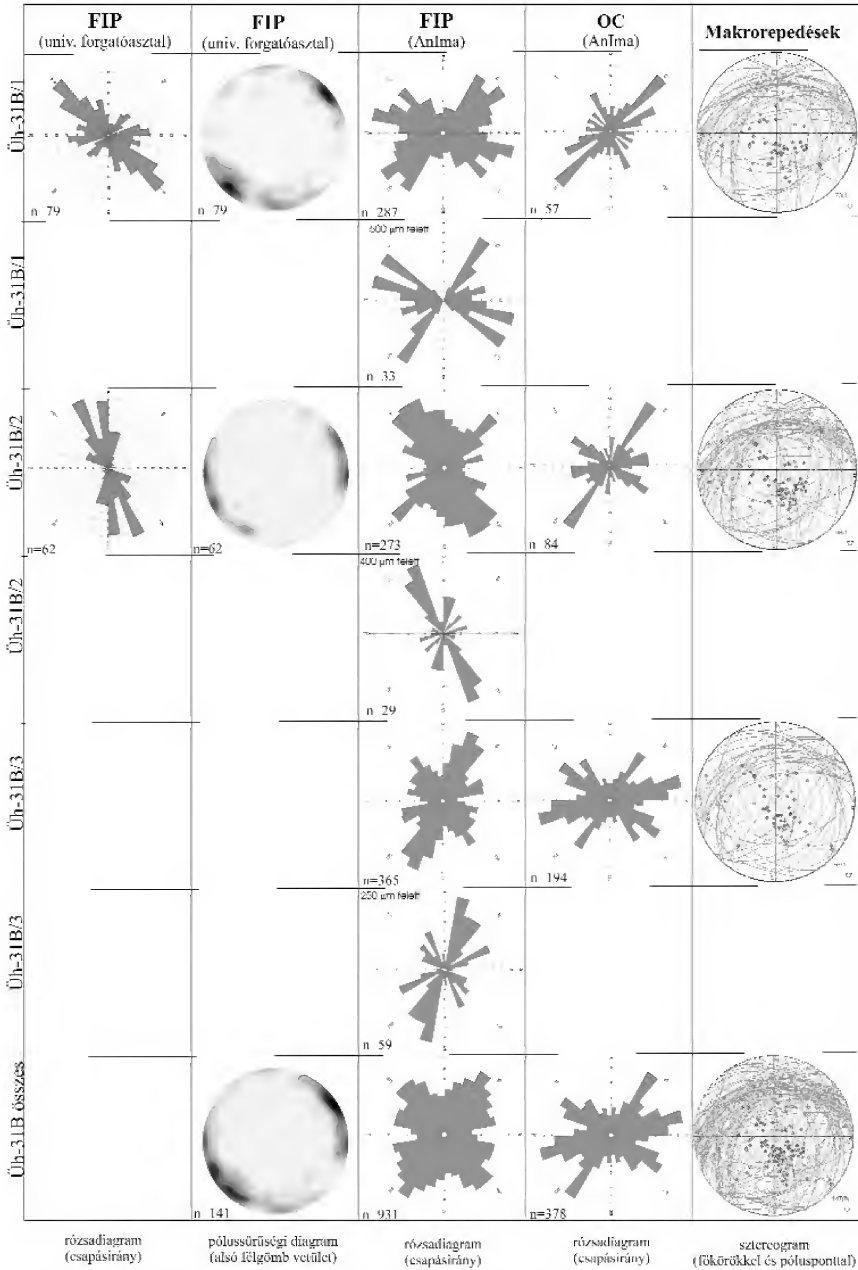 FIP
(univ. forgatóasztal)
FIP
(univ. forgatóasztal)
FIP
(AnIma)
OC
(AnIma)
Makrorepedések
Üh-31B/1
n 79
n 79
n 287
n 57
Üh-31B/1
600 µm felett
n 33
Üh-31B/2
n=62
n=62
n=273
n 84
Üh-31B/2
400 µm felett
n 29
Üh-31B/3
n=365
n 194
Üh-31B/3
250 µm felett
n 59
Üh-31B összes
n 141
n 931
n=378
rózsadiagram
(csapásirány)
pólussűrűségi diagram
(alsó félgömb vetület)
rózsadiagram
(csapásirány)
rózsadiagram
(csapásirány)
sztereogram
(főkörökkel és pólusponttal)